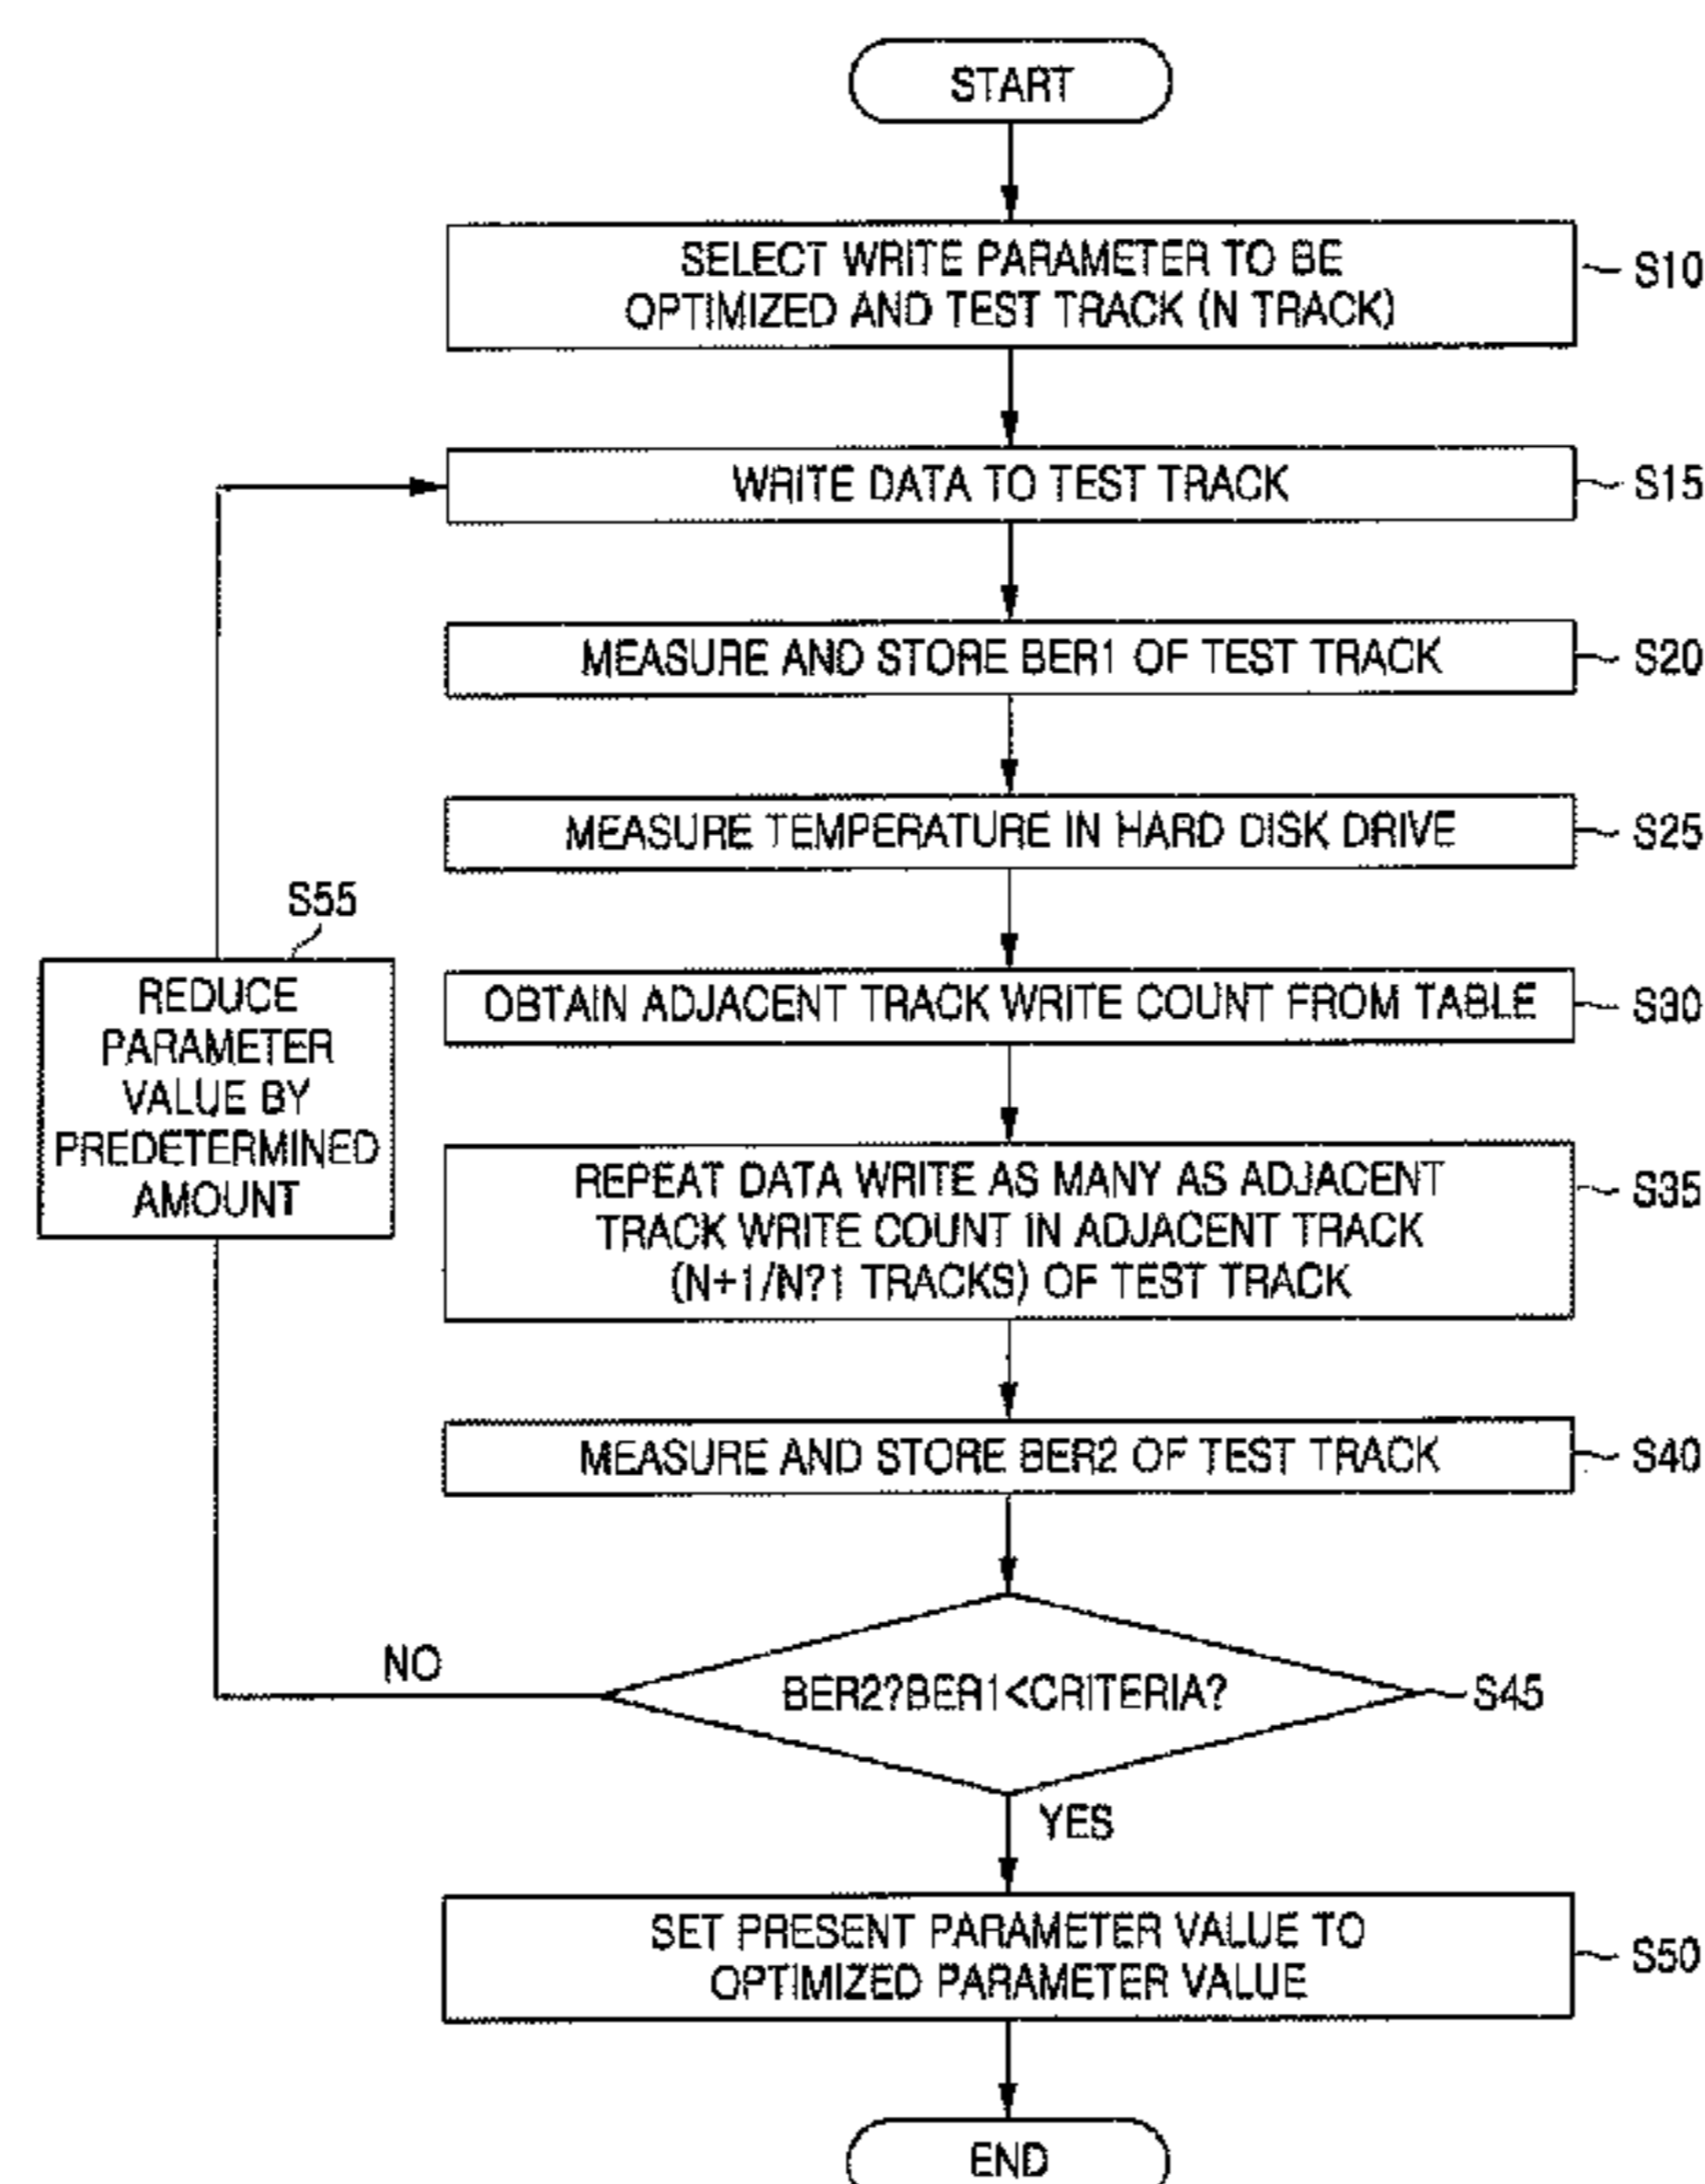 START
SELECT WRITE PARAMETER TO BE
OPTIMIZED AND TEST TRACK (N TRACK)
S10
WRITE DATA TO TEST TRACK
S15
MEASURE AND STORE BER1 OF TEST TRACK
S20
MEASURE TEMPERATURE IN HARD DISK DRIVE
S25
OBTAIN ADJACENT TRACK WRITE COUNT FROM TABLE
S30
S55
REDUCE
PARAMETER
VALUE BY
PREDETERMINED
AMOUNT
REPEAT DATA WRITE AS MANY AS ADJACENT
TRACK WRITE COUNT IN ADJACENT TRACK
(N+1/N?1 TRACKS) OF TEST TRACK
S35
MEASURE AND STORE BER2 OF TEST TRACK
S40
NO
BER2?BER1<CRITERIA?
S45
YES
SET PRESENT PARAMETER VALUE TO
OPTIMIZED PARAMETER VALUE
S50
END